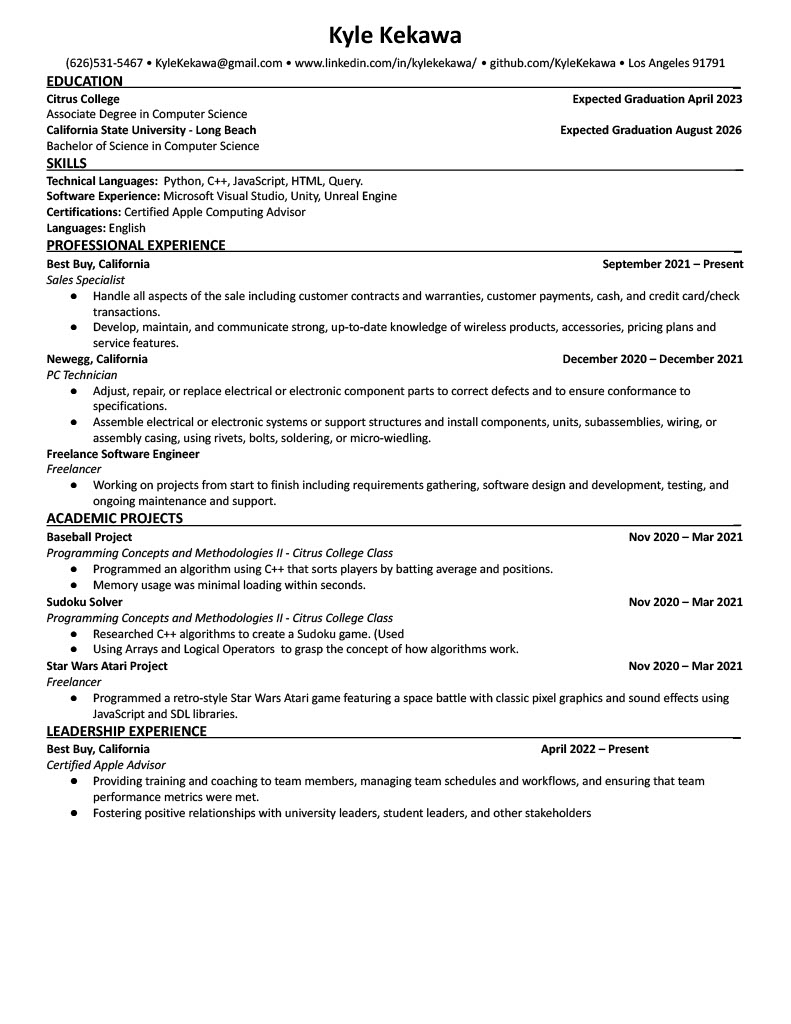 Kyle Kekawa
(626)531-5467 • KyleKekawa@gmail.com • www.linkedin.com/in/kylekekawa/ • github.com/KyleKekawa • Los Angeles 91791
EDUCATION _
Citrus College Expected Graduation April 2023
Associate Degree in Computer Science
California State University - Long Beach Expected Graduation August 2026
Bachelor of Science in Computer Science
SKILLS _
Technical Languages: Python, C++, JavaScript, HTML, Query.
Software Experience: Microsoft Visual Studio, Unity, Unreal Engine
Certifications: Certified Apple Computing Advisor
Languages: English
PROFESSIONAL EXPERIENCE _
Best Buy, California September 2021 – Present
Sales Specialist
● Handle all aspects of the sale including customer contracts and warranties, customer payments, cash, and credit card/check
transactions.
● Develop, maintain, and communicate strong, up-to-date knowledge of wireless products, accessories, pricing plans and
service features.
Newegg, California December 2020 – December 2021
PC Technician
● Adjust, repair, or replace electrical or electronic component parts to correct defects and to ensure conformance to
specifications.
● Assemble electrical or electronic systems or support structures and install components, units, subassemblies, wiring, or
assembly casing, using rivets, bolts, soldering, or micro-wiedling.
Freelance Software Engineer
Freelancer
● Working on projects from start to finish including requirements gathering, software design and development, testing, and
ongoing maintenance and support.
ACADEMIC PROJECTS _
Baseball Project Nov 2020 – Mar 2021
Programming Concepts and Methodologies II - Citrus College Class
● Programmed an algorithm using C++ that sorts players by batting average and positions.
● Memory usage was minimal loading within seconds.
Sudoku Solver Nov 2020 – Mar 2021
Programming Concepts and Methodologies II - Citrus College Class
● Researched C++ algorithms to create a Sudoku game. (Used
● Using Arrays and Logical Operators  to grasp the concept of how algorithms work.
Star Wars Atari Project Nov 2020 – Mar 2021
Freelancer
● Programmed a retro-style Star Wars Atari game featuring a space battle with classic pixel graphics and sound effects using
JavaScript and SDL libraries.
LEADERSHIP EXPERIENCE _
Best Buy, California April 2022 – Present
Certified Apple Advisor
● Providing training and coaching to team members, managing team schedules and workflows, and ensuring that team
performance metrics were met.
● Fostering positive relationships with university leaders, student leaders, and other stakeholders